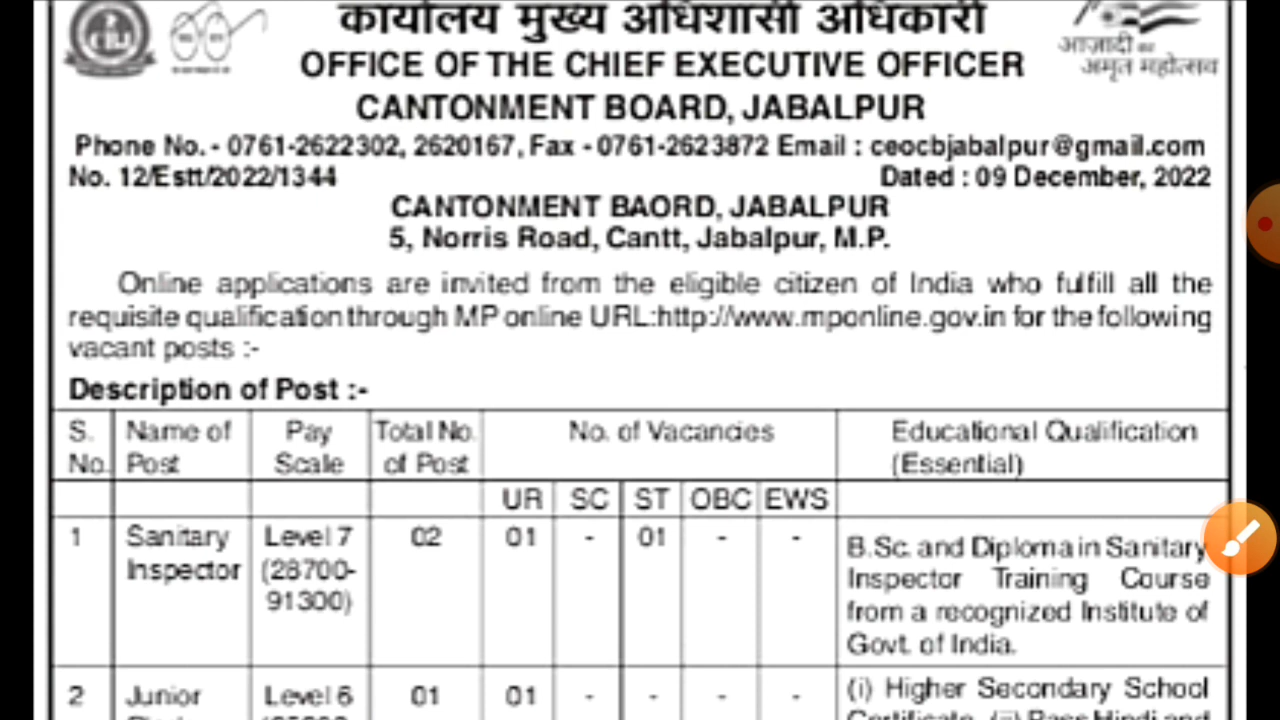 कार्यालय मुख्य अधिशासी अधिकारी
OFFICE OF THE CHIEF EXECUTIVE OFFICER
आज़ादी का
अमृत महोत्सव
CANTONMENT BOARD, JABALPUR
Phone No. - 0761-2622302, 2620167, Fax - 0761-2623872 Email : ceocbjabalpur@gmail.com
No. 12/Estt/2022/1344 Dated : 09 December, 2022
CANTONMENT BAORD, JABALPUR
5, Norris Road, Cantt, Jabalpur, M.P.
Online applications are invited from the eligible citizen of India who fulfill all the
requisite qualification through MP online URL:http://www.mponline.gov.in for the following
vacant posts :-
Description of Post :-
S. Name of Pay Total No. No. of Vacancies Educational Qualification
No. Post Scale of Post (Essential)
UR SC ST OBC EWS
1 Sanitary Level 7 02 01 - 01 - - B.Sc. and Diploma in Sanitary
Inspector (28700- Inspector Training Course
91300) from a recognized Institute of
Govt. of India.
2 Junior Level 6 01 01 - - - - (i) Higher Secondary School